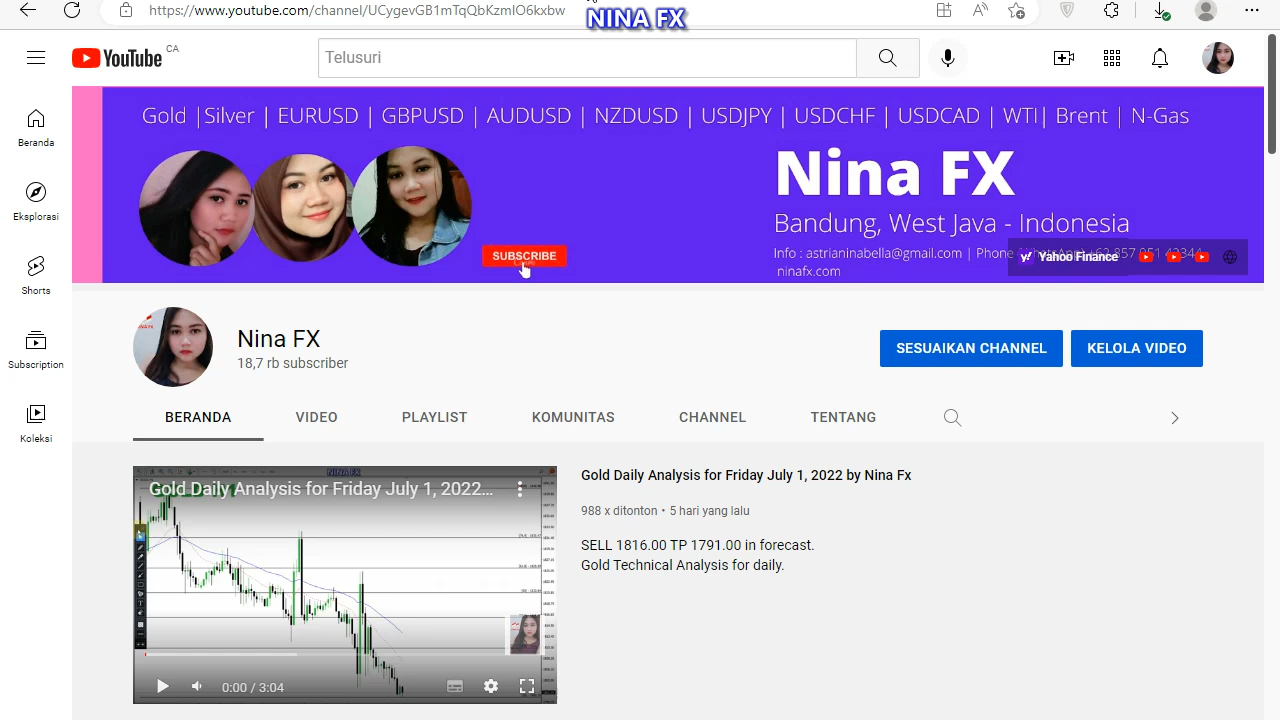 https://www.youtube.com/channel/UCygevGB1mTqQbKzmIO6kxbw
NINA FX
YouTube CA
Telusuri
Beranda
Eksplorasi
Shorts
Subscription
Koleksi
Gold |Silver | EURUSD | GBPUSD | AUDUSD | NZDUSD | USDJPY | USDCHF | USDCAD | WTI| Brent | N-Gas
Nina FX
Bandung, West Java - Indonesia
Info : astrianinabella@gmail.com | Phone
ninafx.com
Yahoo Finance
SUBSCRIBE
Nina FX
18,7 rb subscriber
SESUAIKAN CHANNEL
KELOLA VIDEO
BERANDA VIDEO PLAYLIST KOMUNITAS CHANNEL TENTANG
NINA FX
Gold Daily Analysis for Friday July 1, 2022...
0:00 / 3:04
Gold Daily Analysis for Friday July 1, 2022 by Nina Fx
988 x ditonton • 5 hari yang lalu
SELL 1816.00 TP 1791.00 in forecast.
Gold Technical Analysis for daily.